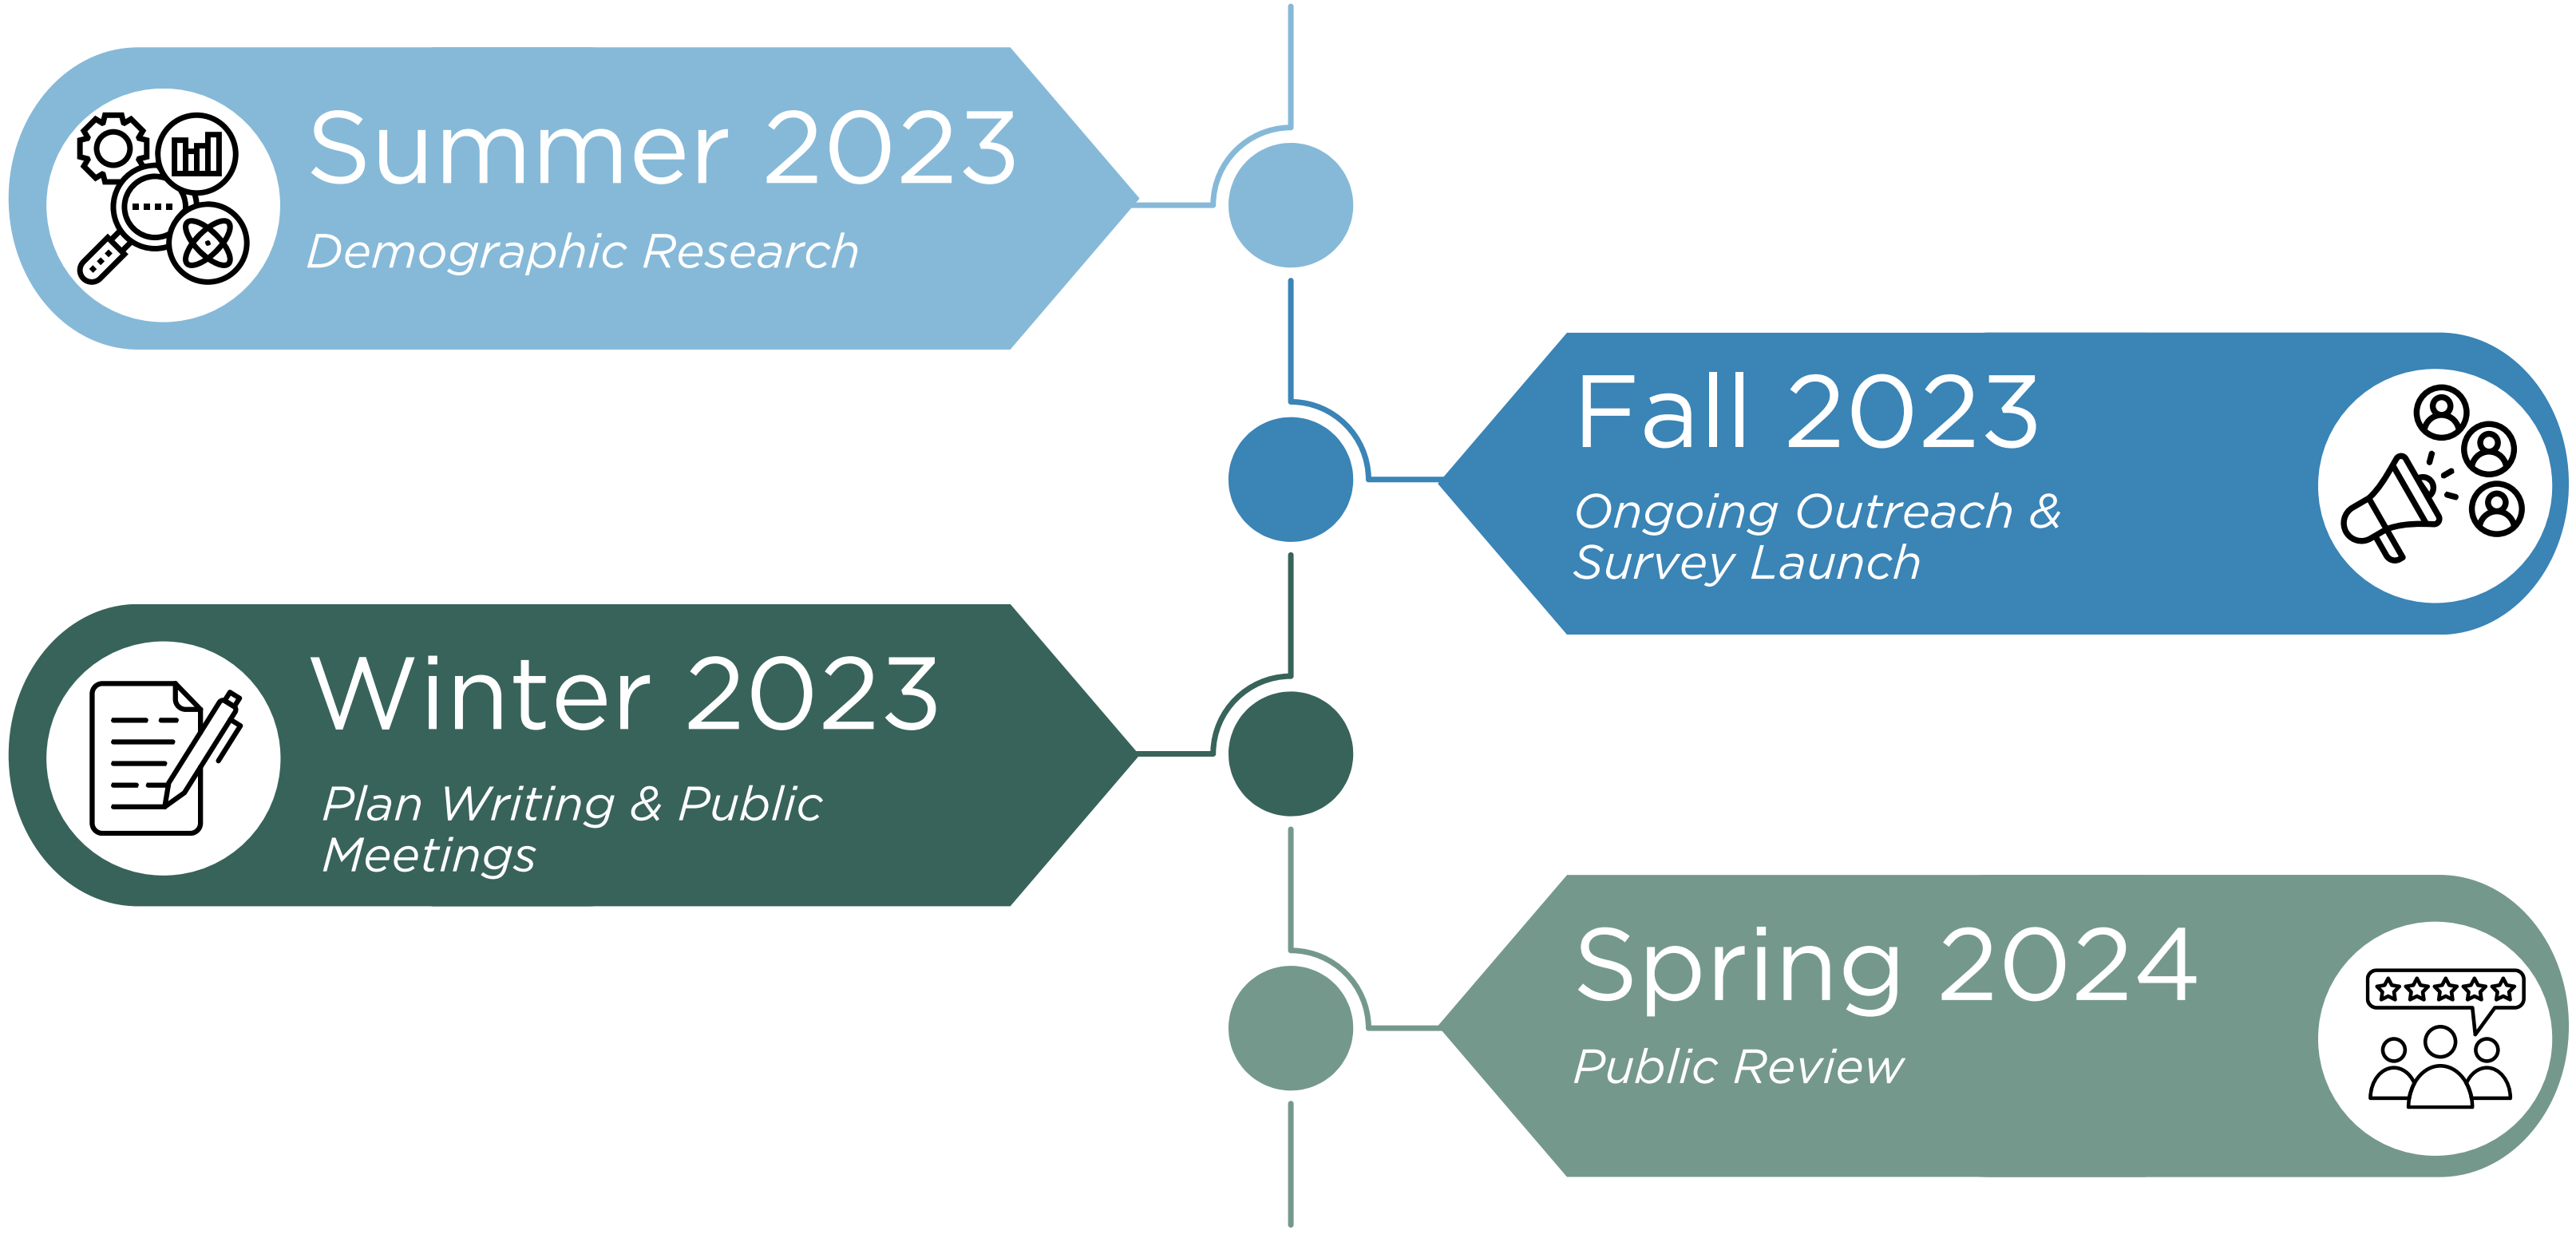 Summer 2023
Demographic Research
Fall 2023
Ongoing Outreach &
Survey Launch
Winter 2023
Plan Writing & Public
Meetings
Spring 2024
Public Review